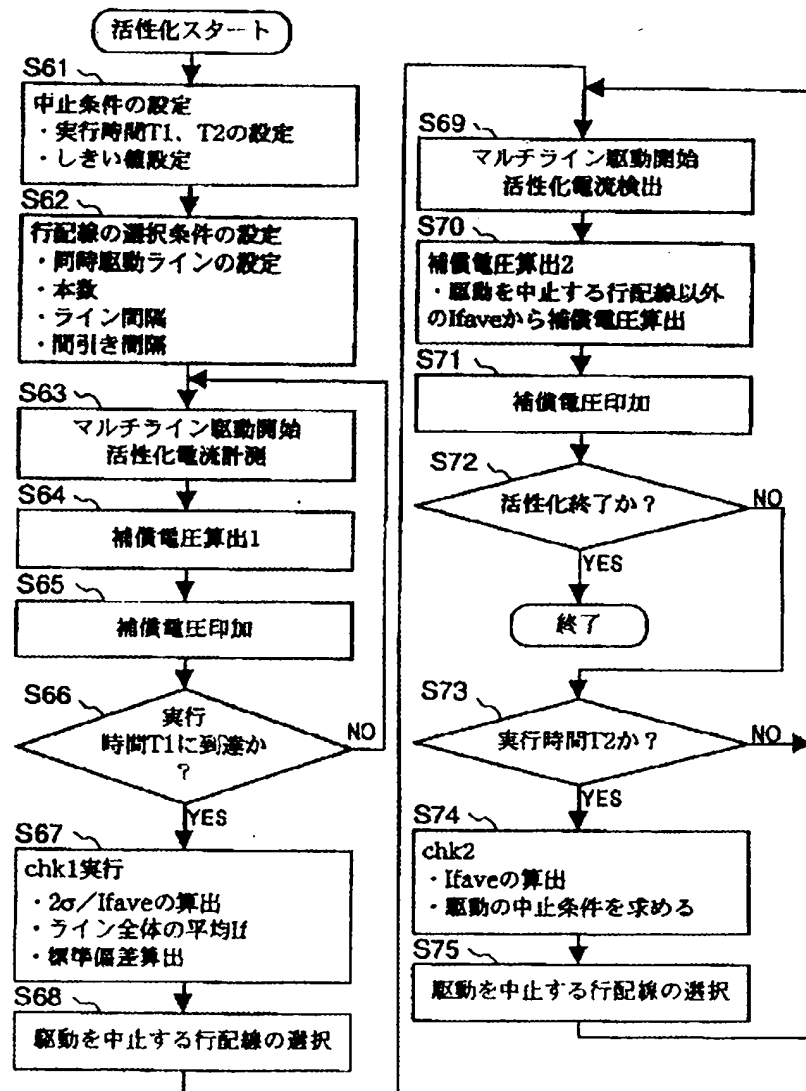 活性化スタート
S61
中止条件の設定
・実行時間T1、T2の設定
・しきい値設定
S62
行配線の選択条件の設定
・同時駆動ラインの設定
・本数
・ライン間隔
・間引き間隔
S63
マルチライン駆動開始
活性化電流計測
S64
補償電圧算出1
S65
補償電圧印加
S66
実行
時間T1に到達か
?
NO
YES
S67
chk1実行
・2σ/Ifaveの算出
・ライン全体の平均If
・標準偏差算出
S68
駆動を中止する行配線の選択
S69
マルチライン駆動開始
活性化電流検出
S70
補償電圧算出2
・駆動を中止する行配線以外
のIfaveから補償電圧算出
S71
補償電圧印加
S72
活性化終了か?
NO
YES
終了
S73
実行時間T2か?
NO
YES
S74
chk2
・Ifaveの算出
・駆動の中止条件を求める
S75
駆動を中止する行配線の選択